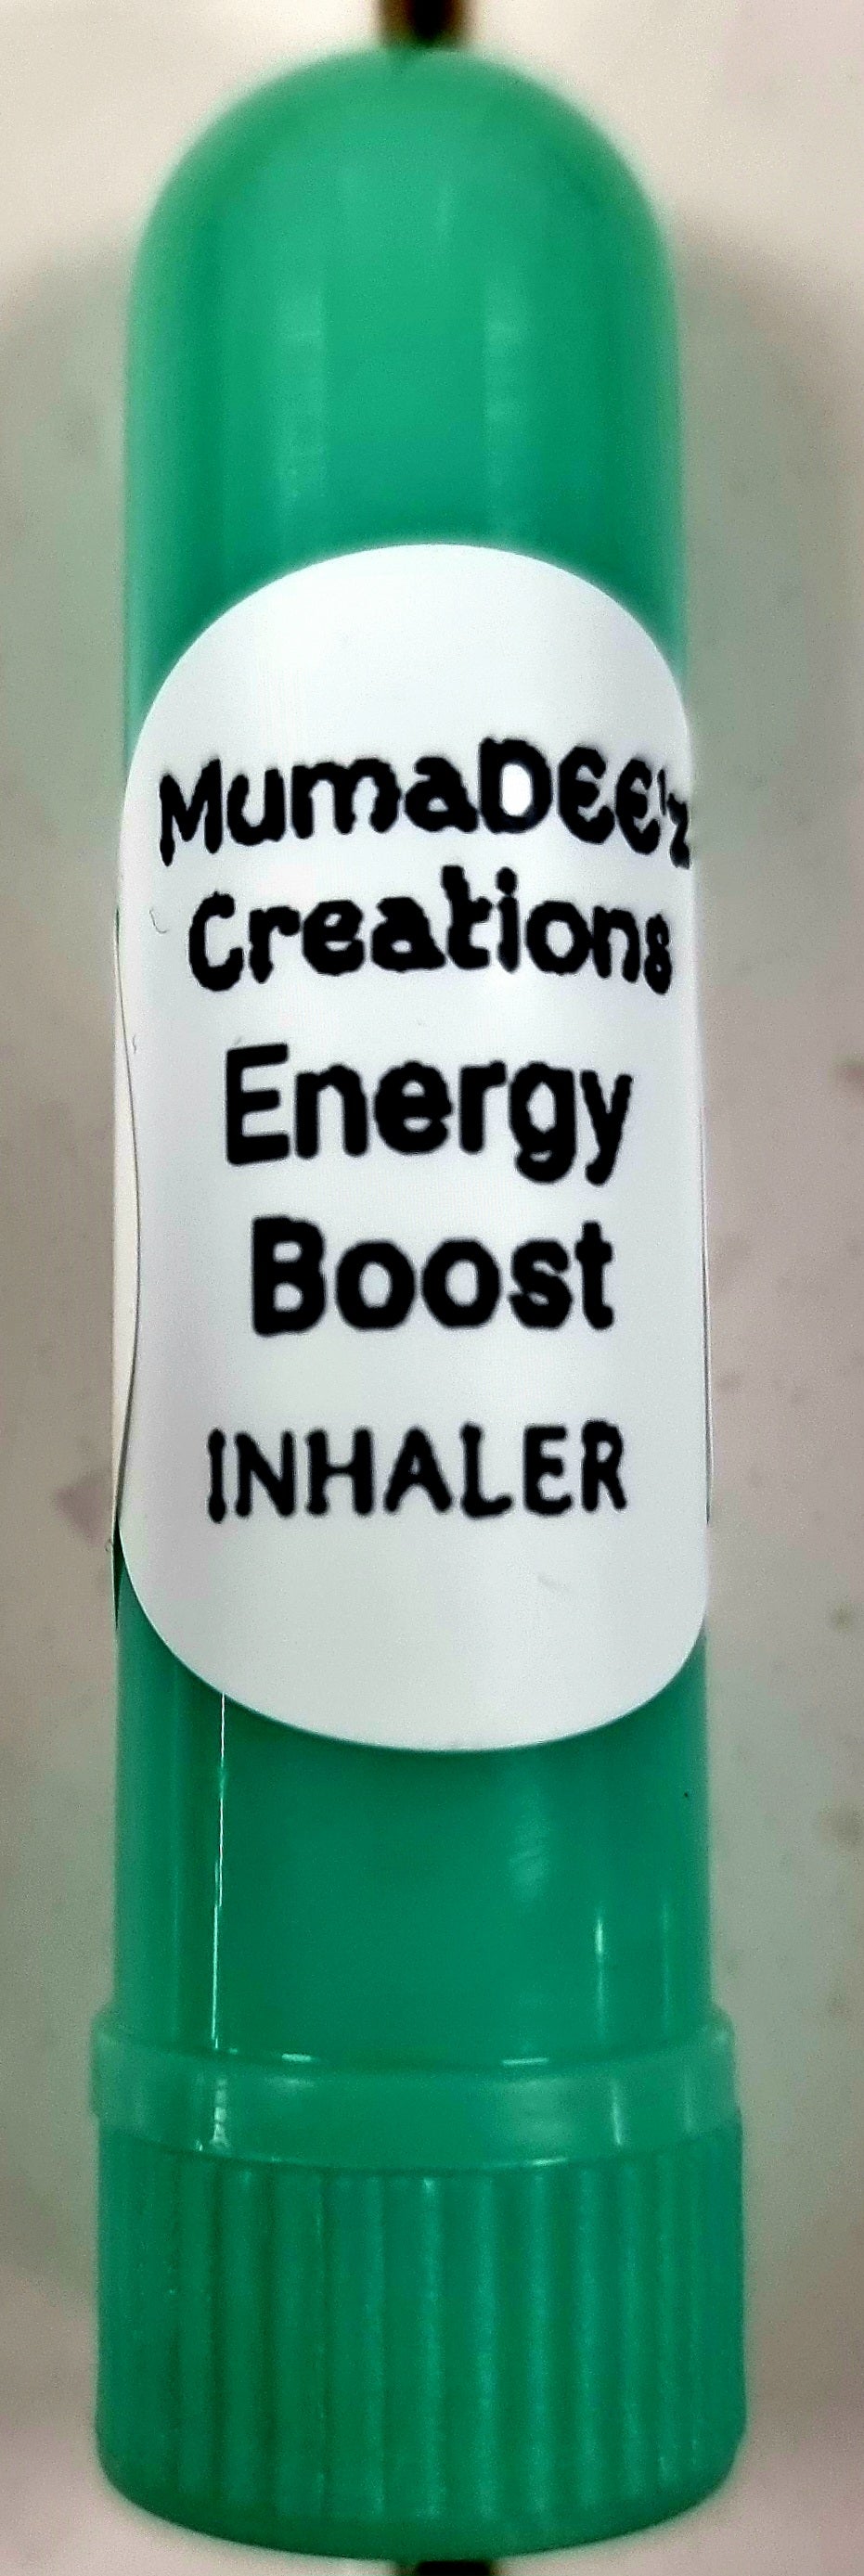 MumaDEE'z
Creations
Energy
Boost
INHALER